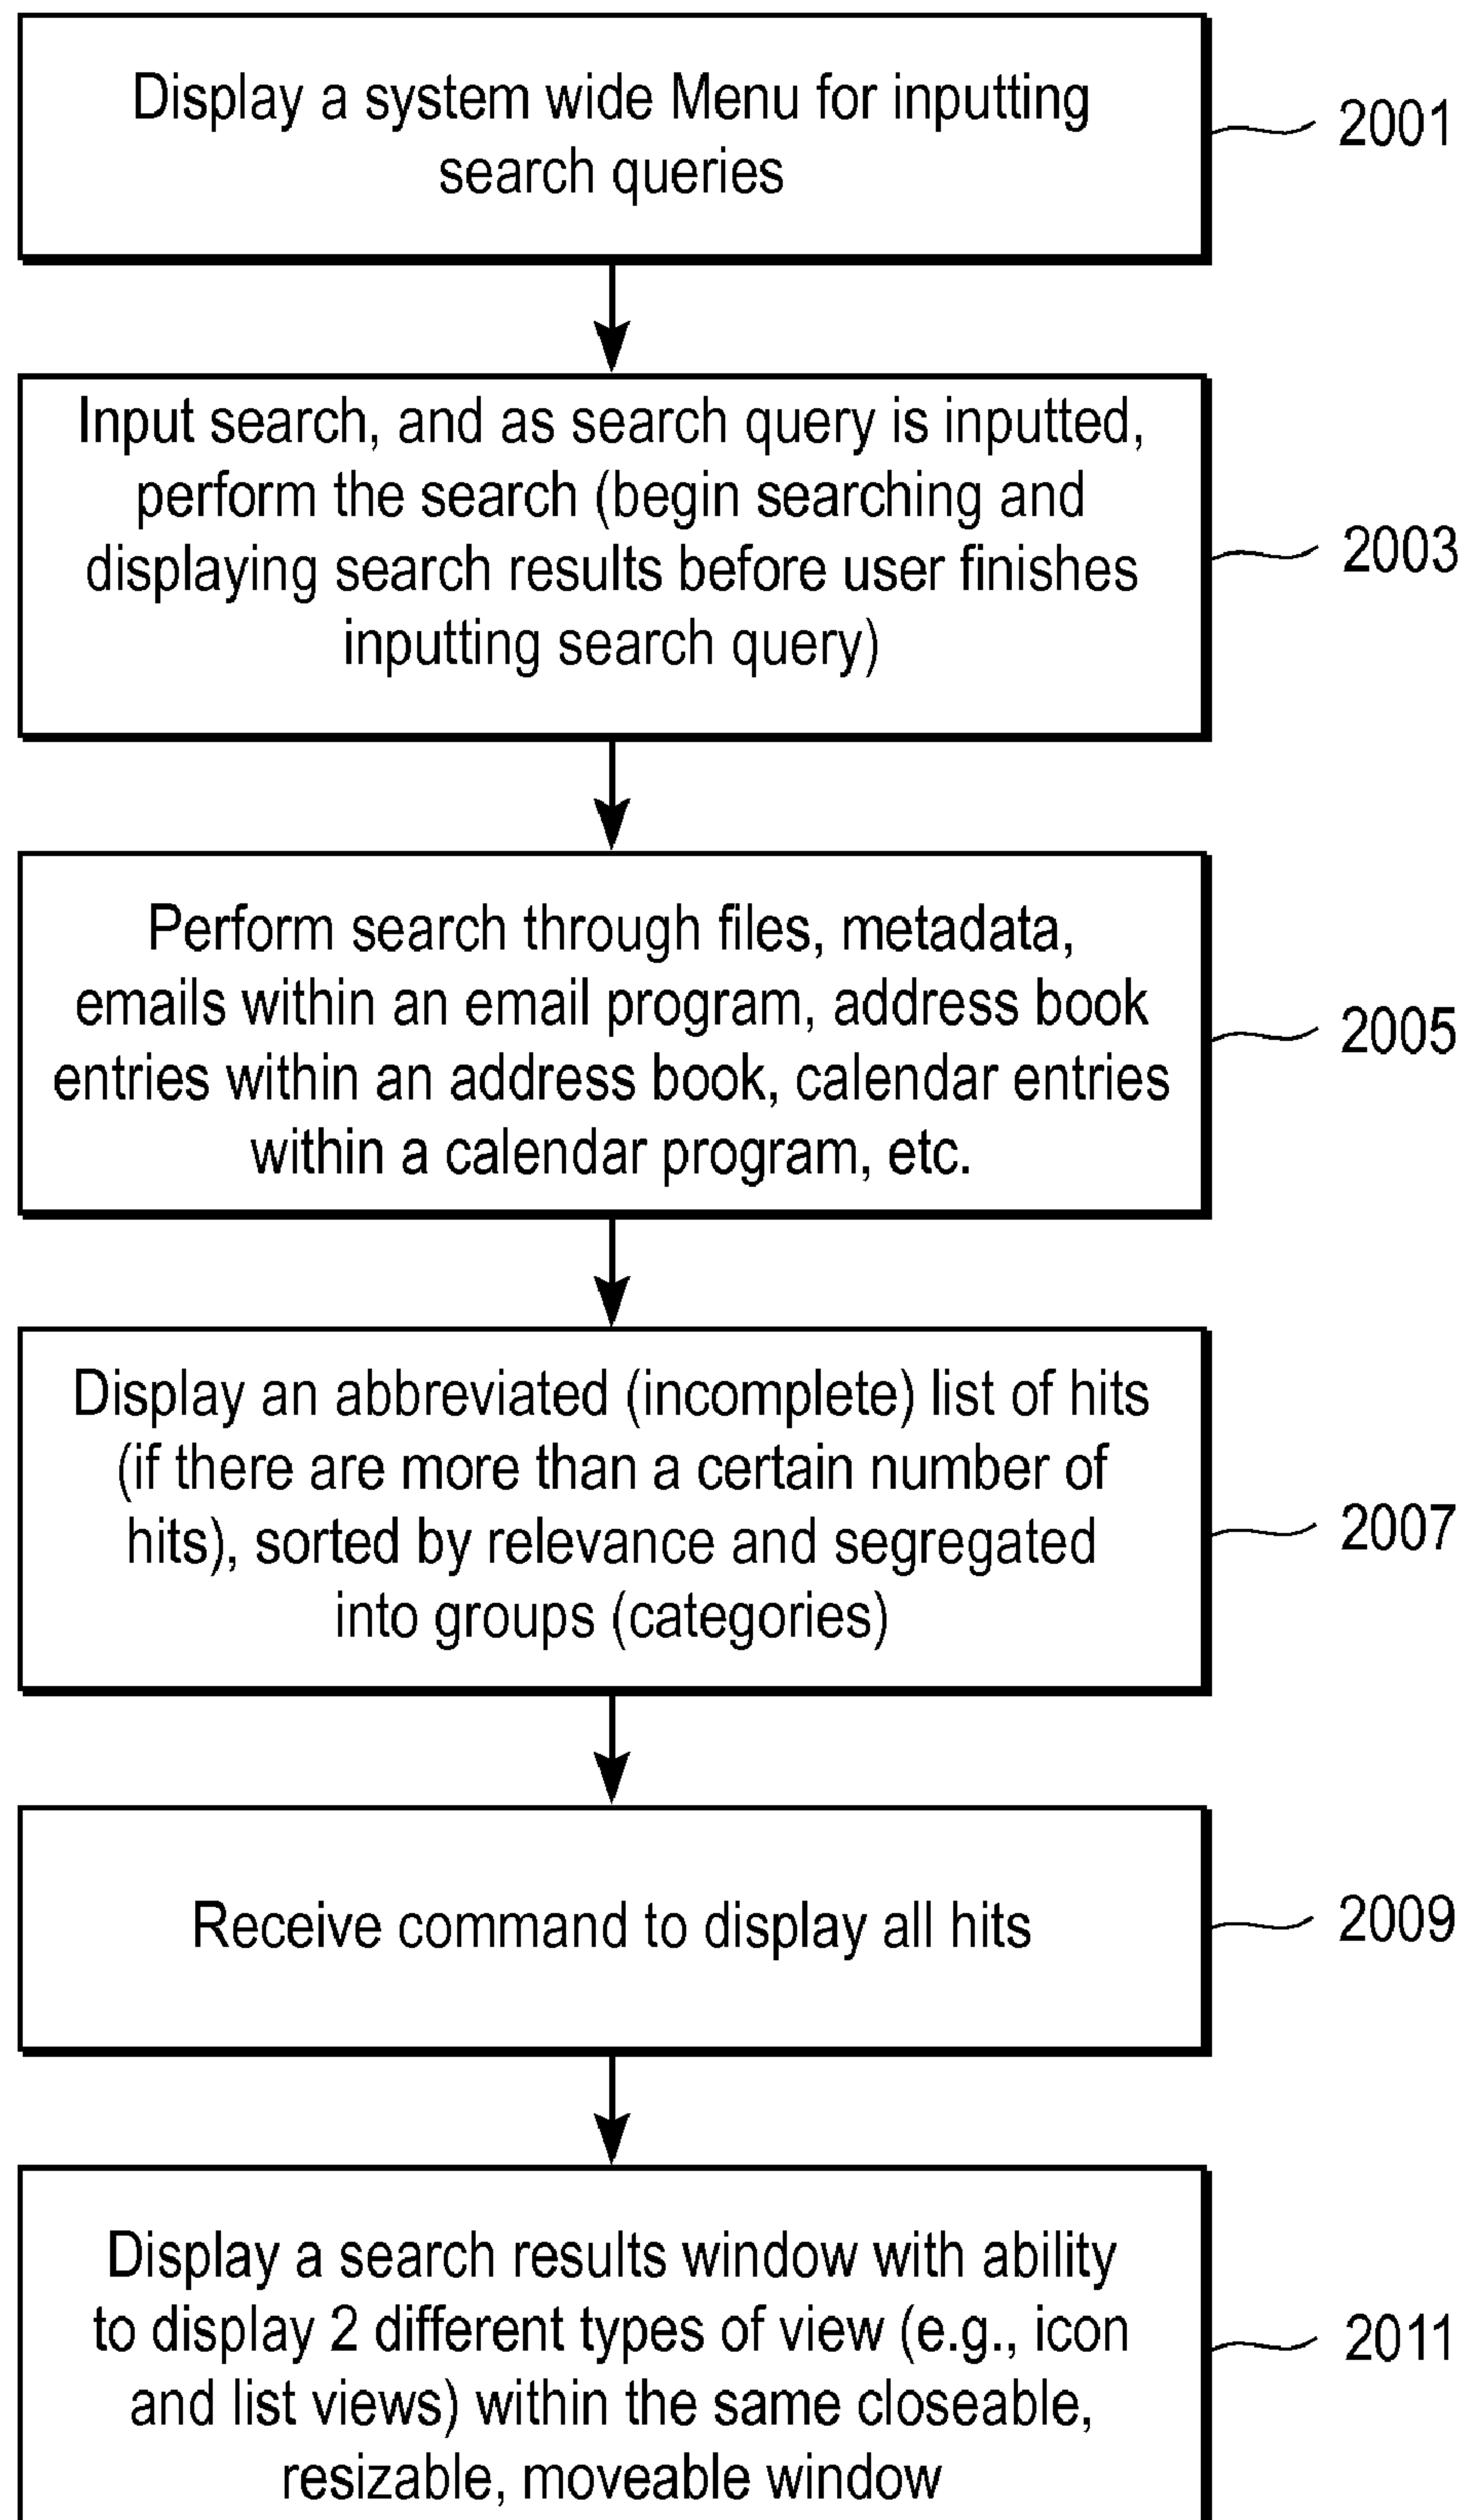 Display a system wide Menu for inputting
search queries
2001
Input search, and as search query is inputted,
perform the search (begin searching and
displaying search results before user finishes
inputting search query)
2003
Perform search through files, metadata,
emails within an email program, address book
entries within an address book, calendar entries
within a calendar program, etc.
2005
Display an abbreviated (incomplete) list of hits
(if there are more than a certain number of
hits), sorted by relevance and segregated
into groups (categories)
2007
Receive command to display all hits
2009
Display a search results window with ability
to display 2 different types of view (e.g., icon
and list views) within the same closeable,
resizable, moveable window
2011